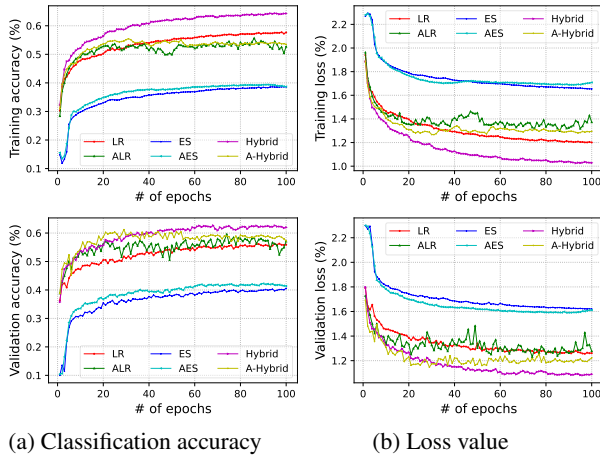 Training accuracy (%)
0.6
0.5
0.4
0.3
0.2
0.1
LR
ALR
ES
AES
Hybrid
A-Hybrid
0 20 40 60 80 100
# of epochs
Training loss (%)
2.2
2.0
1.8
1.6
1.4
1.2
1.0
LR
ALR
ES
AES
Hybrid
A-Hybrid
0 20 40 60 80 100
# of epochs
Validation accuracy (%)
0.6
0.5
0.4
0.3
0.2
0.1
LR
ALR
ES
AES
Hybrid
A-Hybrid
0 20 40 60 80 100
# of epochs
Validation loss (%)
2.2
2.0
1.8
1.6
1.4
1.2
LR
ALR
ES
AES
Hybrid
A-Hybrid
0 20 40 60 80 100
# of epochs
(a) Classification accuracy
(b) Loss value